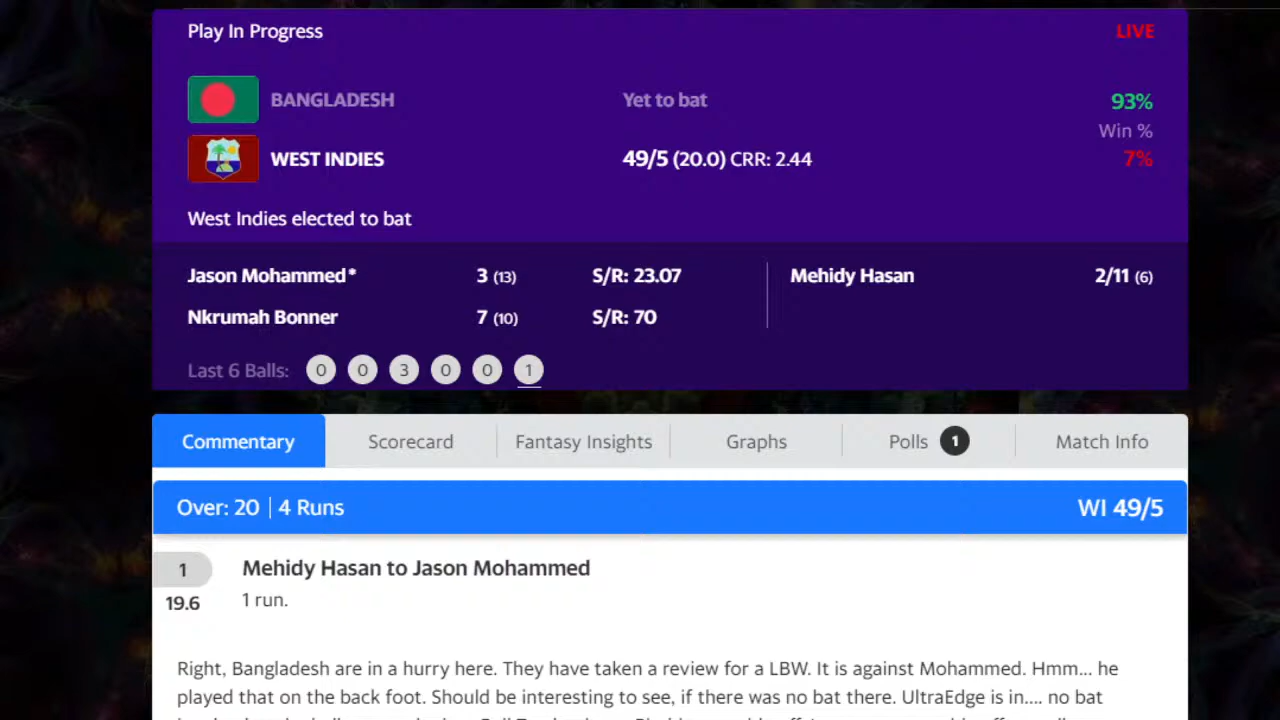 Play In Progress LIVE
BANGLADESH Yet to bat 93%
Win %
WEST INDIES 49/5 (20.0) CRR: 2.44 7%
West Indies elected to bat
Jason Mohammed* 3 (13) S/R: 23.07 Mehidy Hasan 2/11 (6)
Nkrumah Bonner 7 (10) S/R: 70
Last 6 Balls: 0 0 3 0 0 1
Commentary Scorecard Fantasy Insights Graphs Polls 1 Match Info
Over: 20 | 4 Runs WI 49/5
1 Mehidy Hasan to Jason Mohammed
19.6 1 run.
Right, Bangladesh are in a hurry here. They have taken a review for a LBW. It is against Mohammed. Hmm... he
played that on the back foot. Should be interesting to see, if there was no bat there. UltraEdge is in.... no bat